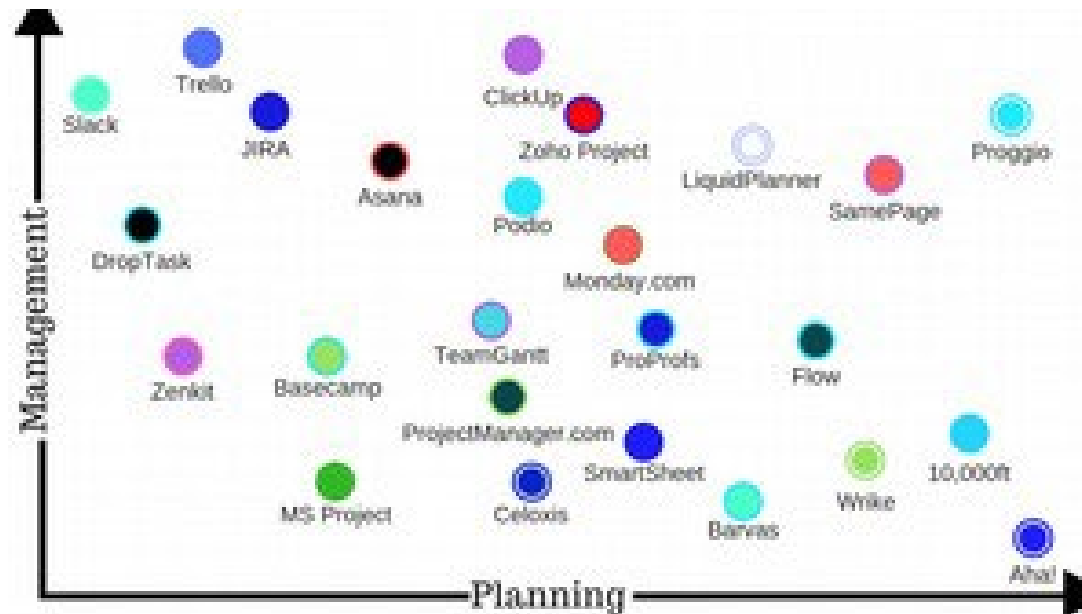 Trello
Slack
ClickUp
JIRA
Zoho Project
Proggio
LiquidPlanner
Asana
SamePage
Podio
DropTask
Monday.com
Management
TeamGantt
ProProfs
Flow
Zenkit
Basecamp
ProjectManager.com
SmartSheet
10,000ft
Wrike
MS Project
Celoxis
Barvas
Aha!
Planning